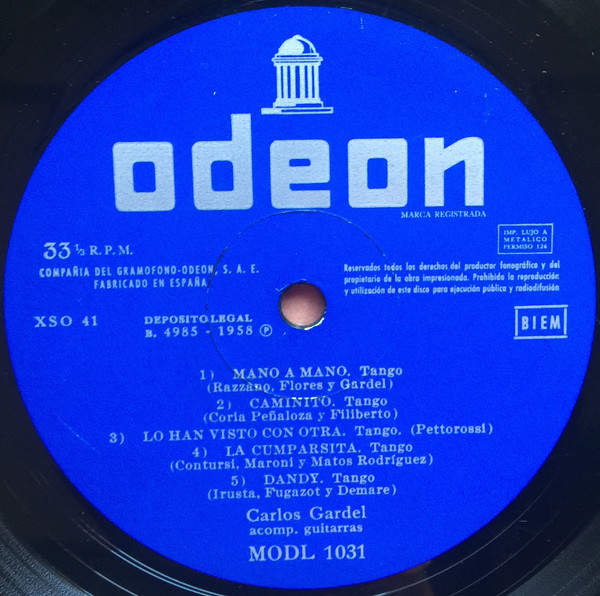 odeon
MARCA REGISTRADA
33 1/3 R. P. M.
COMPAÑIA DEL GRAMOFONO-ODEON, S. A. E.
FABRICADO EN ESPAÑA
IMP. LUJO A
METALICO
PERMISO 124
Reservados todos los derechos del productor fonográfico y del
propietario de la obra impresionada. Prohibida la reproducción
y utilización de este disco para ejecución pública y radiodifusión
XSO 41
DEPOSITO LEGAL
B. 4985 - 1958 Ⓟ
BIEM
1) MANO A MANO. Tango
(Razzano, Flores y Gardel)
2) CAMINITO. Tango
(Coria Peñaloza y Filiberto)
3) LO HAN VISTO CON OTRA. Tango. (Pettorossi)
4) LA CUMPARSITA. Tango
(Contursi, Maroni y Matos Rodríguez)
5) DANDY. Tango
(Irusta, Fugazot y Demare)
Carlos Gardel
acomp. guitarras
MODL 1031